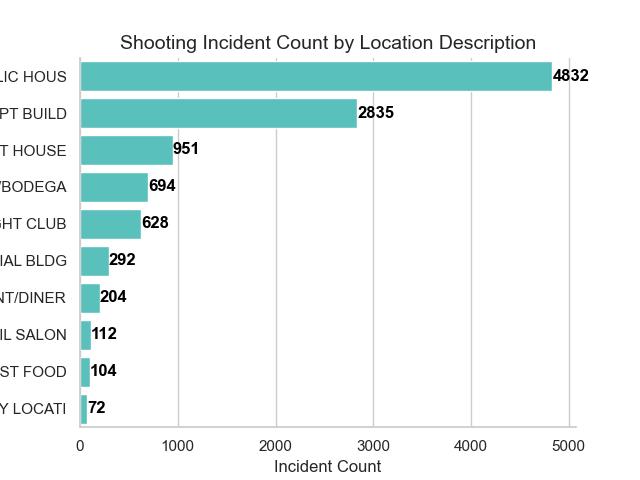 Shooting Incident Count by Location Description
LIC HOUS 4832
PT BUILD 2835
T HOUSE 951
/BODEGA 694
GHT CLUB 628
IAL BLDG 292
NT/DINER 204
IL SALON 112
ST FOOD 104
Y LOCATI 72
0 1000 2000 3000 4000 5000
Incident Count